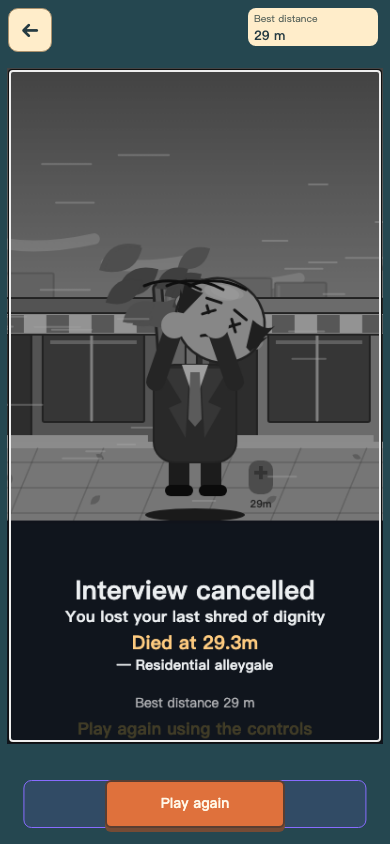 Best distance
29 m
29m
Interview cancelled
You lost your last shred of dignity
Died at 29.3m
— Residential alleygale
Best distance 29 m
Play again using the controls
Play again